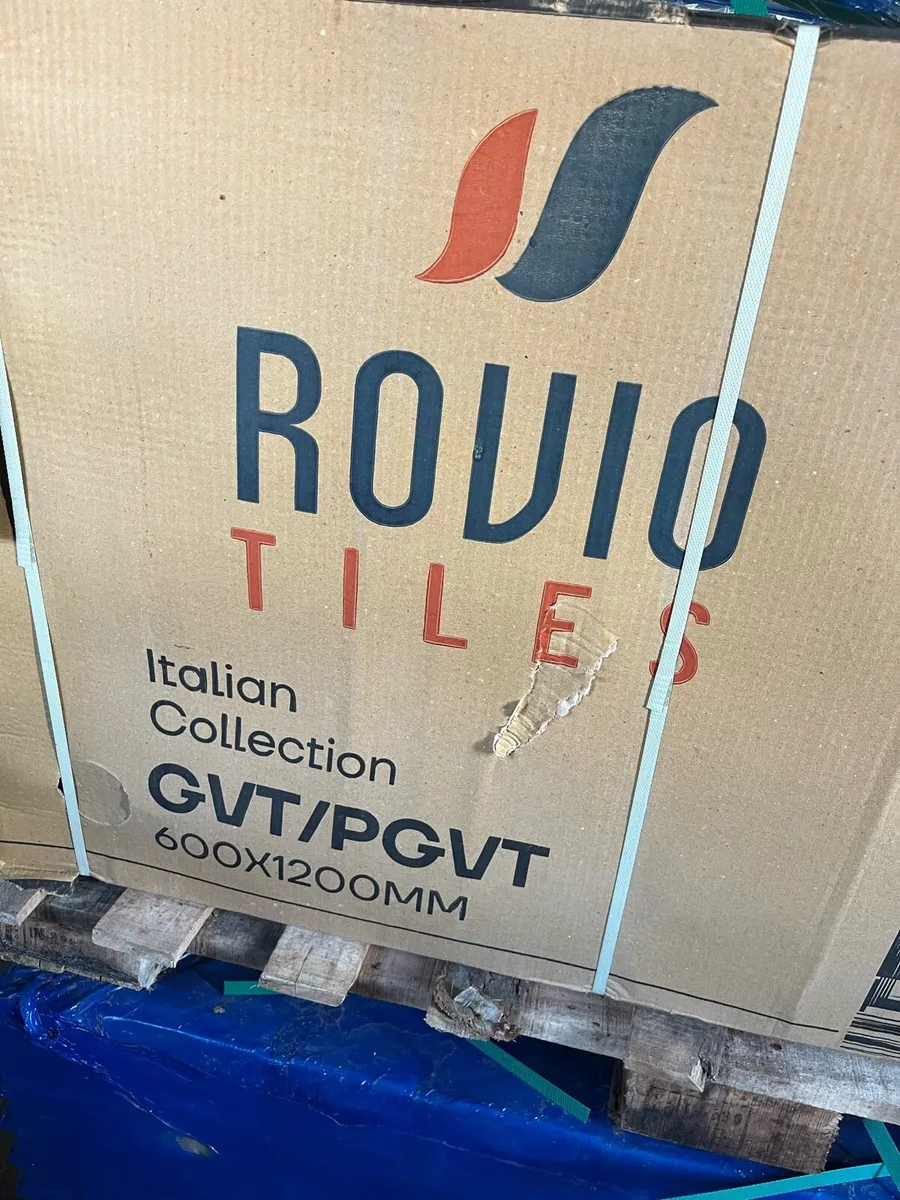 ROVIO
TILES
Italian
Collection
GVT/PGVT
600X1200MM